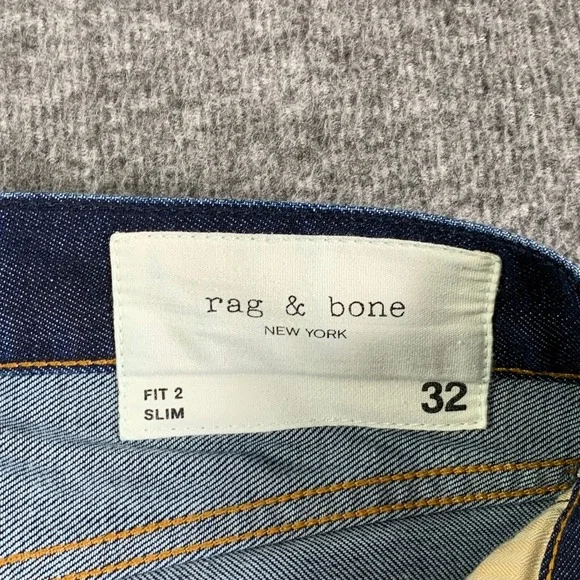 rag & bone
NEW YORK
FIT 2
SLIM
32